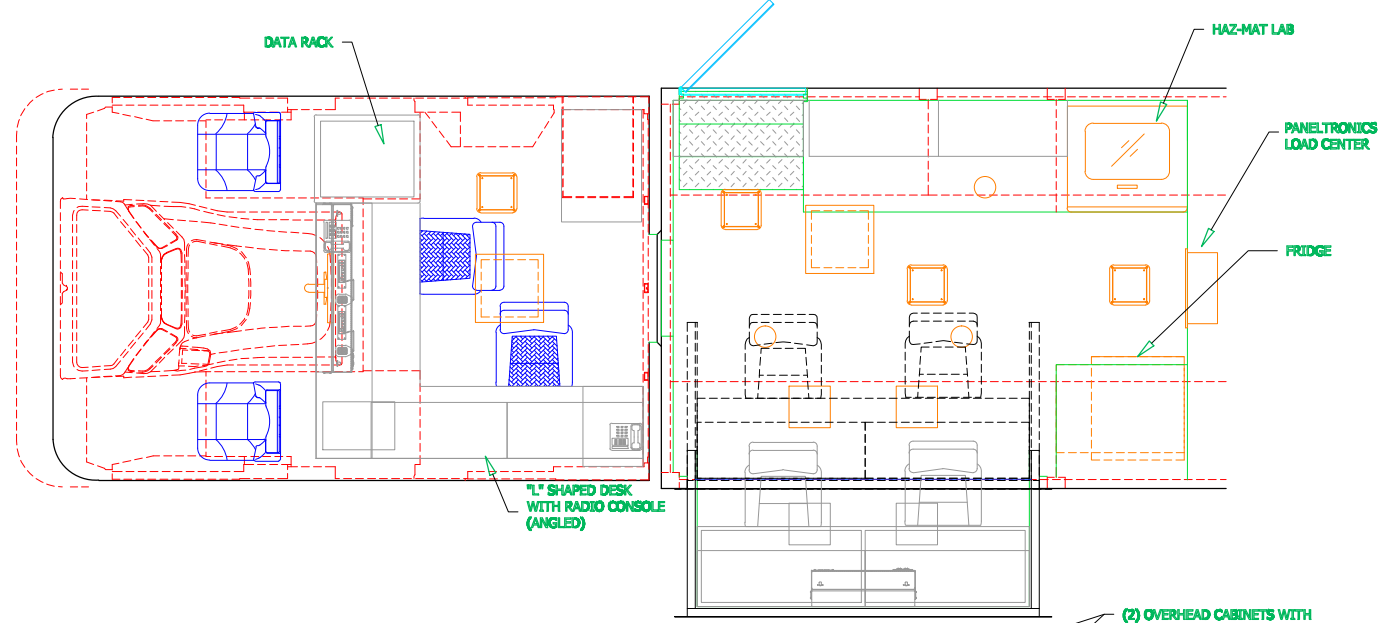 DATA RACK
HAZ-MAT LAB
PANELTRONICS
LOAD CENTER
FRIDGE
"L" SHAPED DESK
WITH RADIO CONSOLE
(ANGLED)
(2) OVERHEAD CABINETS WITH